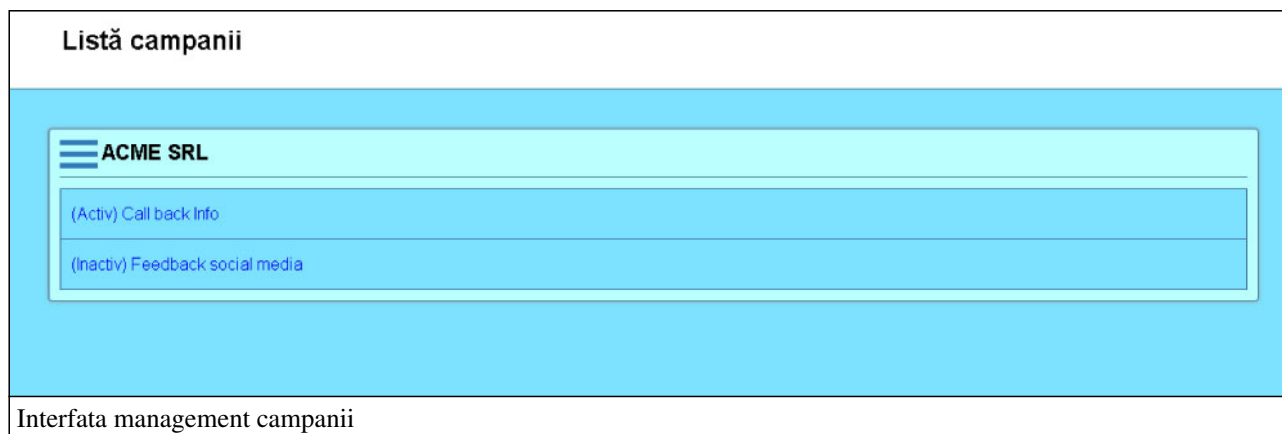 Listă campanii
ACME SRL
(Activ) Call back Info
(Inactiv) Feedback social media
Interfata management campanii